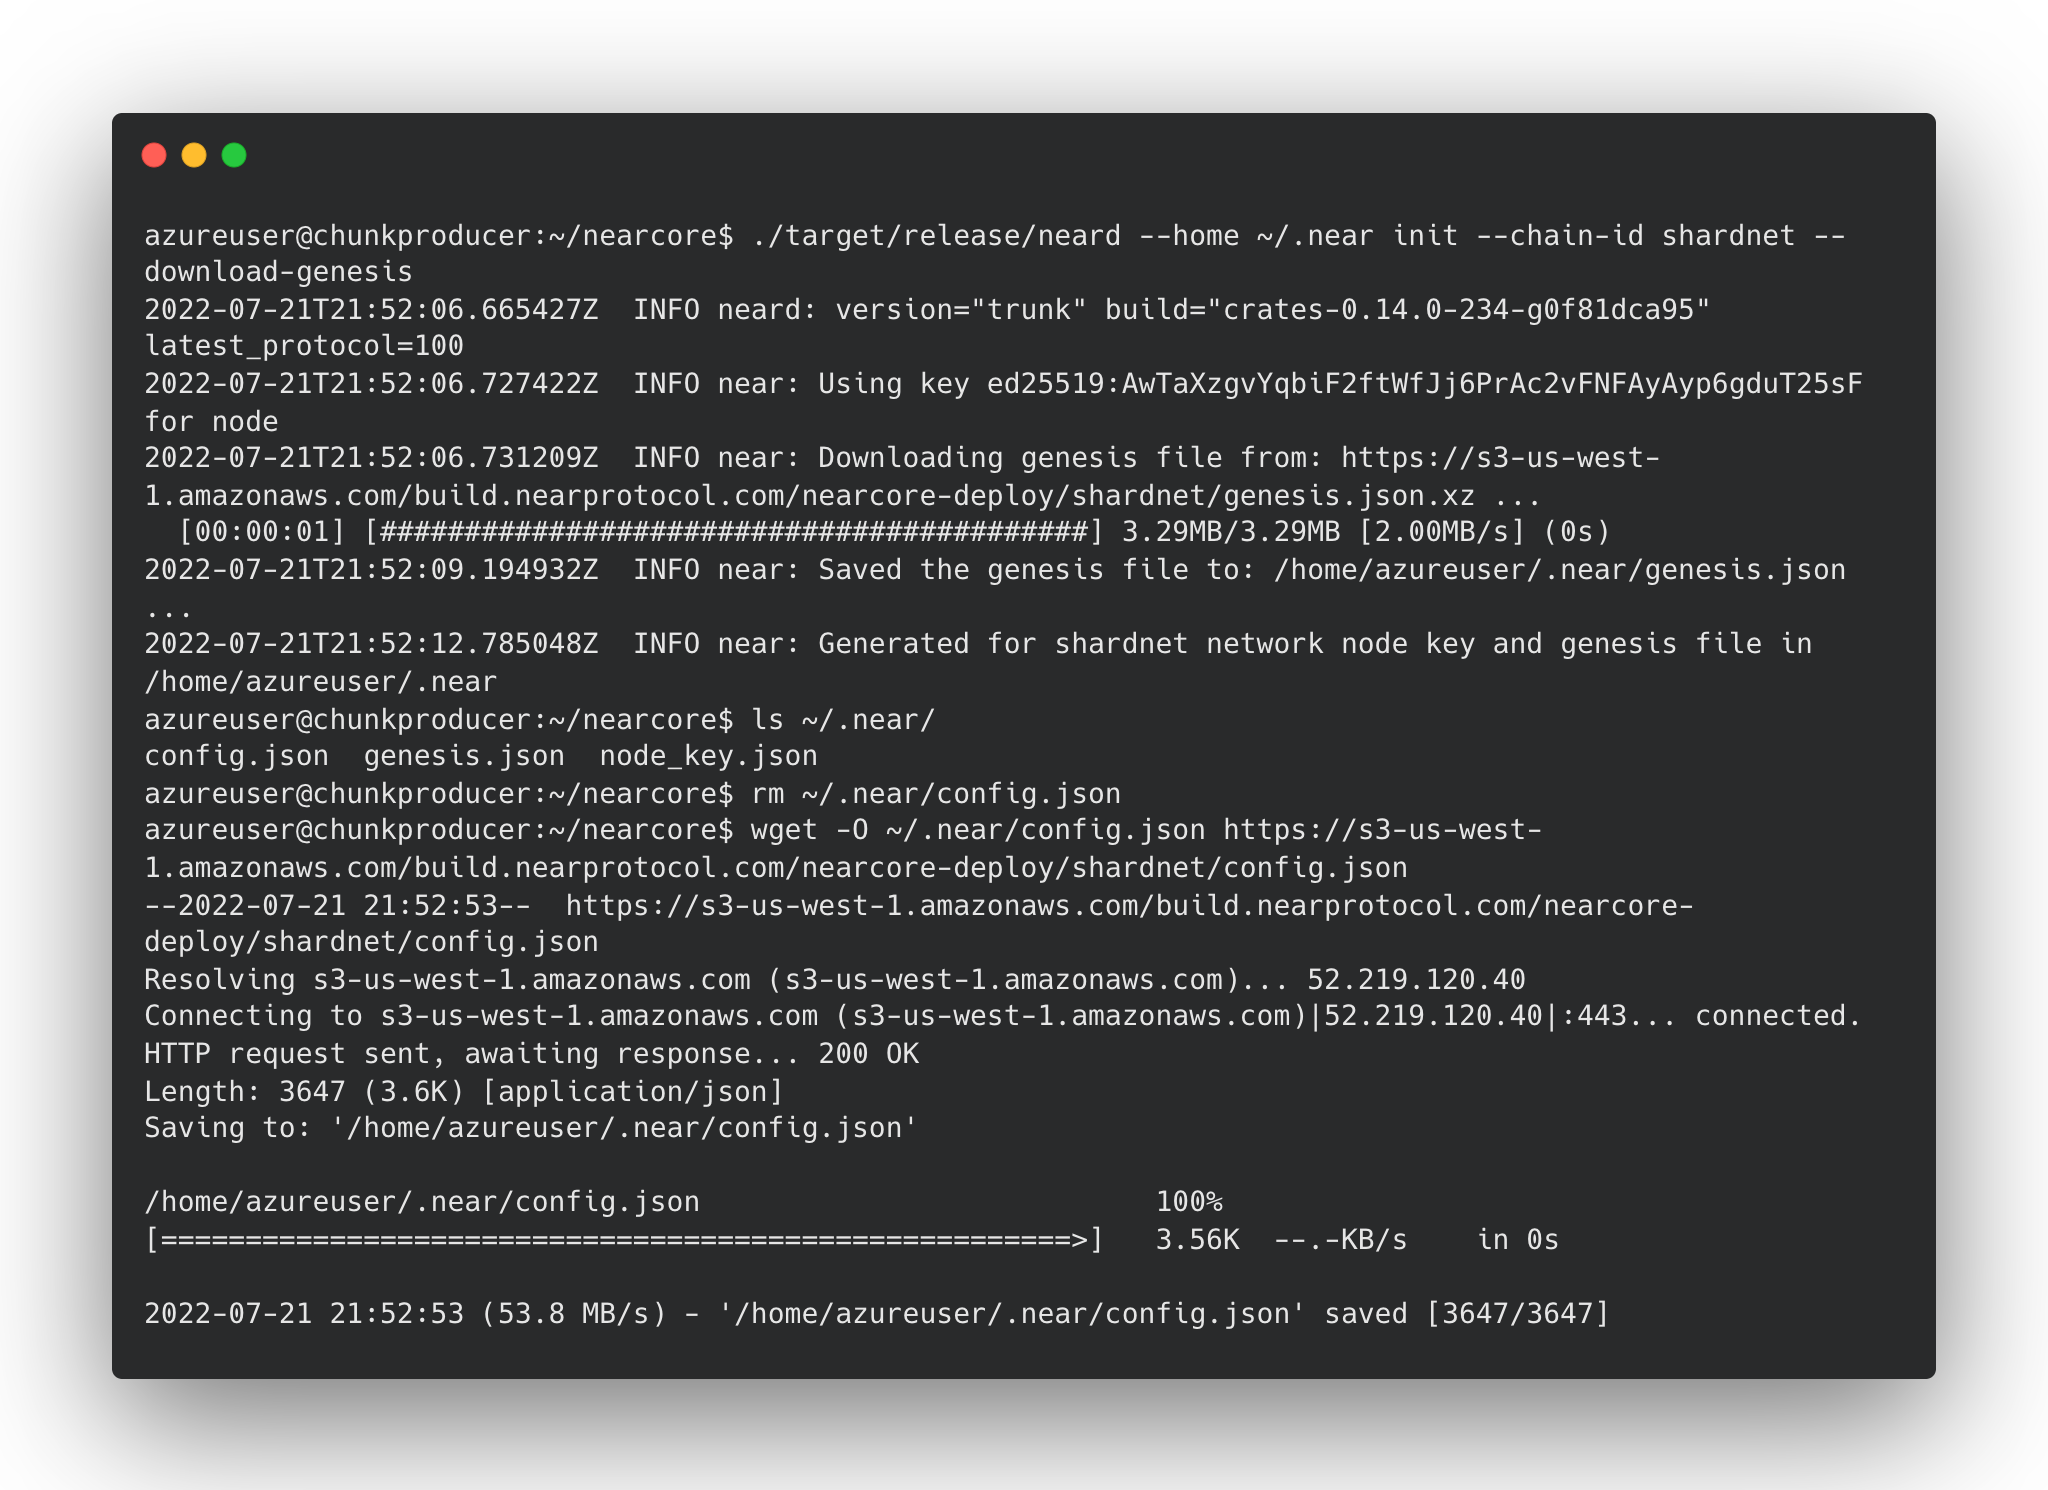 azureuser@chunkproducer:~/nearcore$ ./target/release/neard --home ~/.near init --chain-id shardnet --
download-genesis
2022-07-21T21:52:06.665427Z  INFO neard: version="trunk" build="crates-0.14.0-234-g0f81dca95"
latest_protocol=100
2022-07-21T21:52:06.727422Z  INFO near: Using key ed25519:AwTaXzgvYqbiF2ftWfJj6PrAc2vFNFAyAyp6gduT25sF
for node
2022-07-21T21:52:06.731209Z  INFO near: Downloading genesis file from: https://s3-us-west-
1.amazonaws.com/build.nearprotocol.com/nearcore-deploy/shardnet/genesis.json.xz ...
  [00:00:01] [##########################################] 3.29MB/3.29MB [2.00MB/s] (0s)
2022-07-21T21:52:09.194932Z  INFO near: Saved the genesis file to: /home/azureuser/.near/genesis.json
...
2022-07-21T21:52:12.785048Z  INFO near: Generated for shardnet network node key and genesis file in
/home/azureuser/.near
azureuser@chunkproducer:~/nearcore$ ls ~/.near/
config.json  genesis.json  node_key.json
azureuser@chunkproducer:~/nearcore$ rm ~/.near/config.json
azureuser@chunkproducer:~/nearcore$ wget -O ~/.near/config.json https://s3-us-west-
1.amazonaws.com/build.nearprotocol.com/nearcore-deploy/shardnet/config.json
--2022-07-21 21:52:53--  https://s3-us-west-1.amazonaws.com/build.nearprotocol.com/nearcore-
deploy/shardnet/config.json
Resolving s3-us-west-1.amazonaws.com (s3-us-west-1.amazonaws.com)... 52.219.120.40
Connecting to s3-us-west-1.amazonaws.com (s3-us-west-1.amazonaws.com)|52.219.120.40|:443... connected.
HTTP request sent, awaiting response... 200 OK
Length: 3647 (3.6K) [application/json]
Saving to: '/home/azureuser/.near/config.json'
/home/azureuser/.near/config.json                           100%
[======================================================>]   3.56K  --.-KB/s    in 0s
2022-07-21 21:52:53 (53.8 MB/s) - '/home/azureuser/.near/config.json' saved [3647/3647]